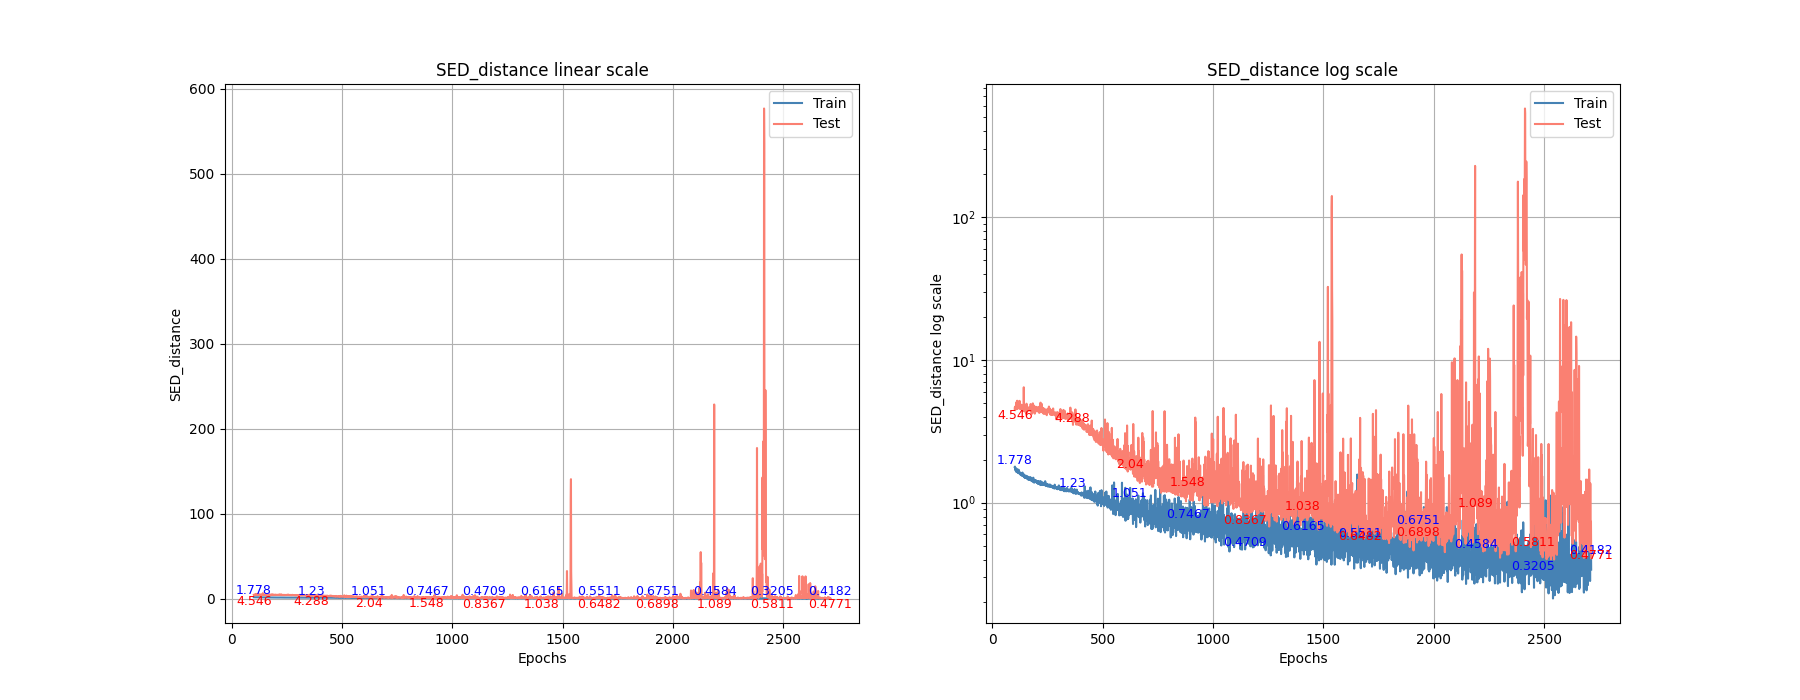 SED_distance linear scale
600
500
400
300
200
100
0
SED_distance
Train
Test
1.778 1.23 1.051 0.7467 0.4709 0.6165 0.5511 0.6751 0.4584 0.3205 0.4182
4.546 4.288 2.04 1.548 0.8367 1.038 0.6482 0.6898 1.089 0.5811 0.4771
0 500 1000 1500 2000 2500
Epochs
SED_distance log scale
10²
10¹
10⁰
SED_distance log scale
Train
Test
4.546 4.288 2.04 1.548 0.8367 1.038 0.6482 0.6898 1.089 0.5811 0.4771
1.778 1.23 1.051 0.7467 0.4709 0.6165 0.5511 0.6751 0.4584 0.3205 0.4182
0 500 1000 1500 2000 2500
Epochs